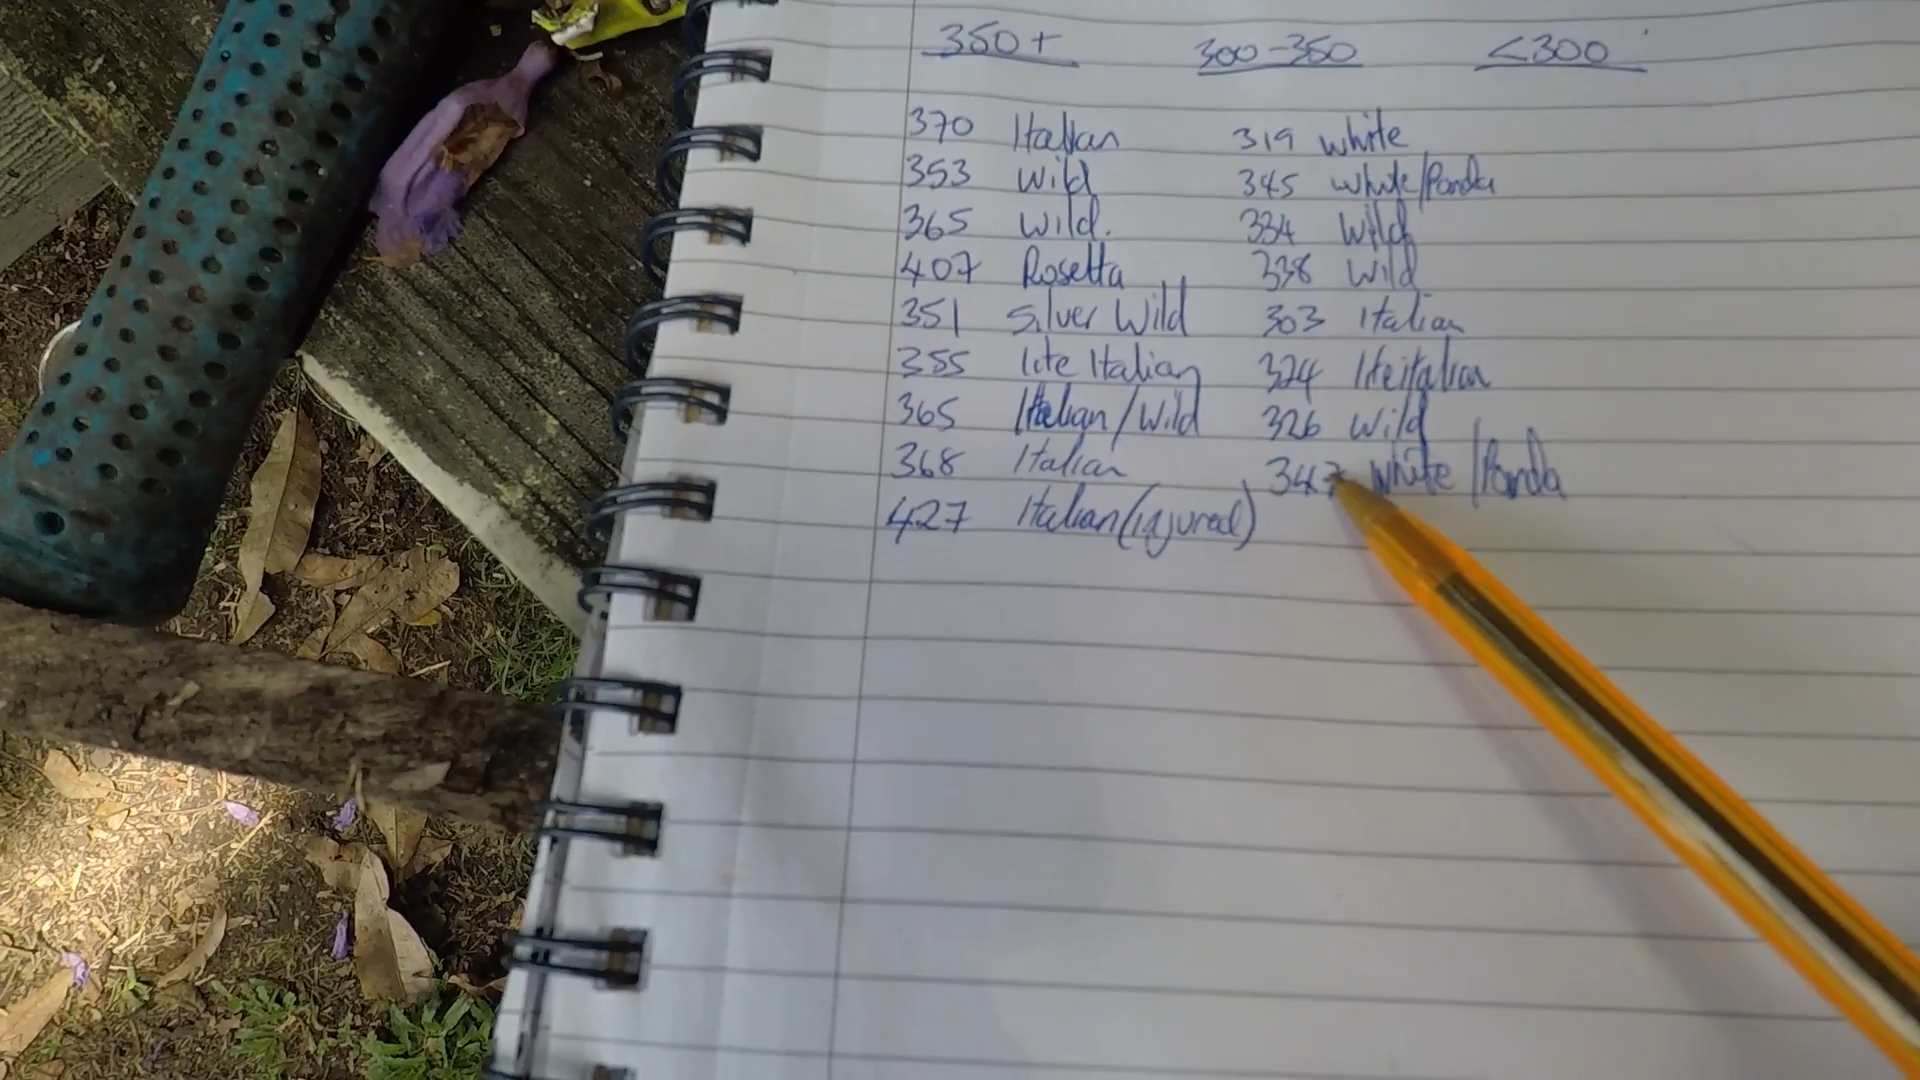 350+ 300-350 <300
370 Italian 319 white
353 Wild 345 white/Panda
365 Wild. 334 Wild
407 Rosetta 338 Wild
351 Silver Wild 303 Italian
355 lite Italian 324 lite italian
365 Italian/Wild 326 Wild
368 Italian 347 white/Panda
427 Italian (injured)